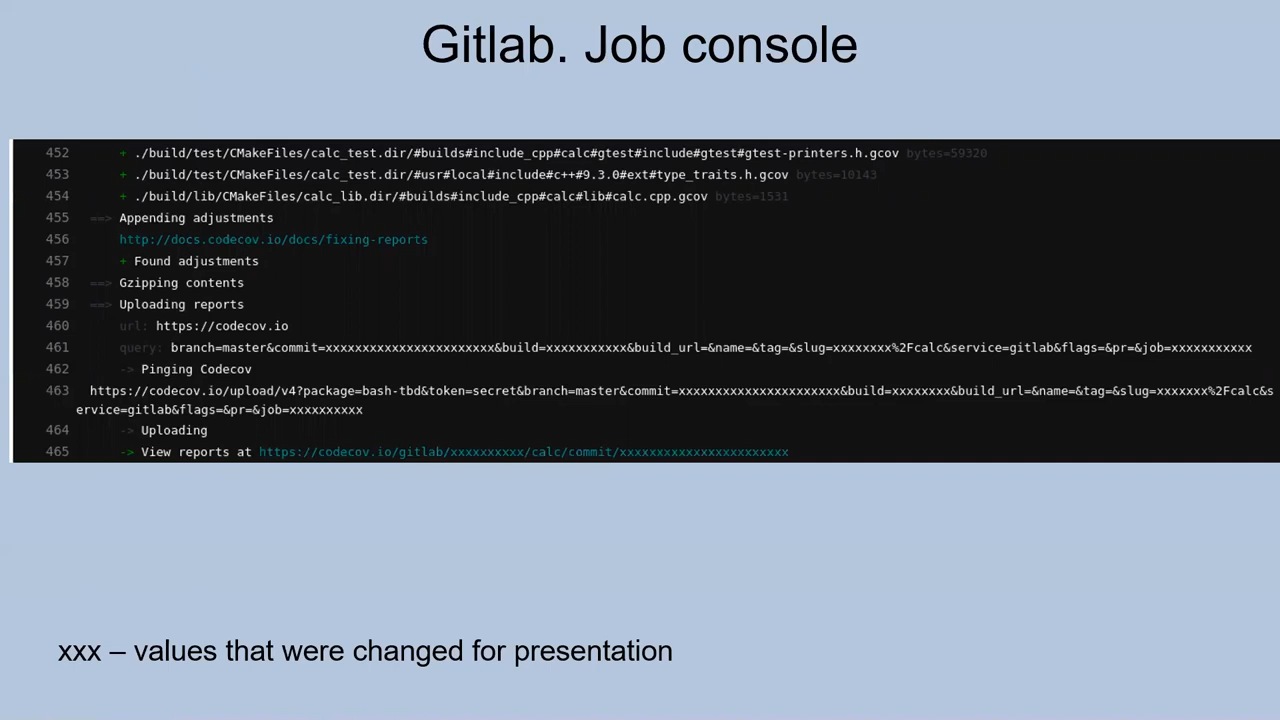 Gitlab. Job console
452 + ./build/test/CMakeFiles/calc_test.dir/#builds#include_cpp#calc#gtest#include#gtest#gtest-printers.h.gcov bytes=59320
453 + ./build/test/CMakeFiles/calc_test.dir/#usr#local#include#c++#9.3.0#ext#type_traits.h.gcov bytes=10143
454 + ./build/lib/CMakeFiles/calc_lib.dir/#builds#include_cpp#calc#lib#calc.cpp.gcov bytes=1531
455 ==> Appending adjustments
456 http://docs.codecov.io/docs/fixing-reports
457 + Found adjustments
458 ==> Gzipping contents
459 ==> Uploading reports
460 url: https://codecov.io
461 query: branch=master&commit=xxxxxxxxxxxxxxxxxxxxxxx&build=xxxxxxxxxxx&build_url=&name=&tag=&slug=xxxxxxxx%2Fcalc&service=gitlab&flags=&pr=&job=xxxxxxxxxxx
462 -> Pinging Codecov
463 https://codecov.io/upload/v4?package=bash-tbd&token=secret&branch=master&commit=xxxxxxxxxxxxxxxxxxxxxx&build=xxxxxxxx&build_url=&name=&tag=&slug=xxxxxxx%2Fcalc&s
ervice=gitlab&flags=&pr=&job=xxxxxxxxxx
464 -> Uploading
465 -> View reports at https://codecov.io/gitlab/xxxxxxxxxx/calc/commit/xxxxxxxxxxxxxxxxxxxxxxx
xxx – values that were changed for presentation